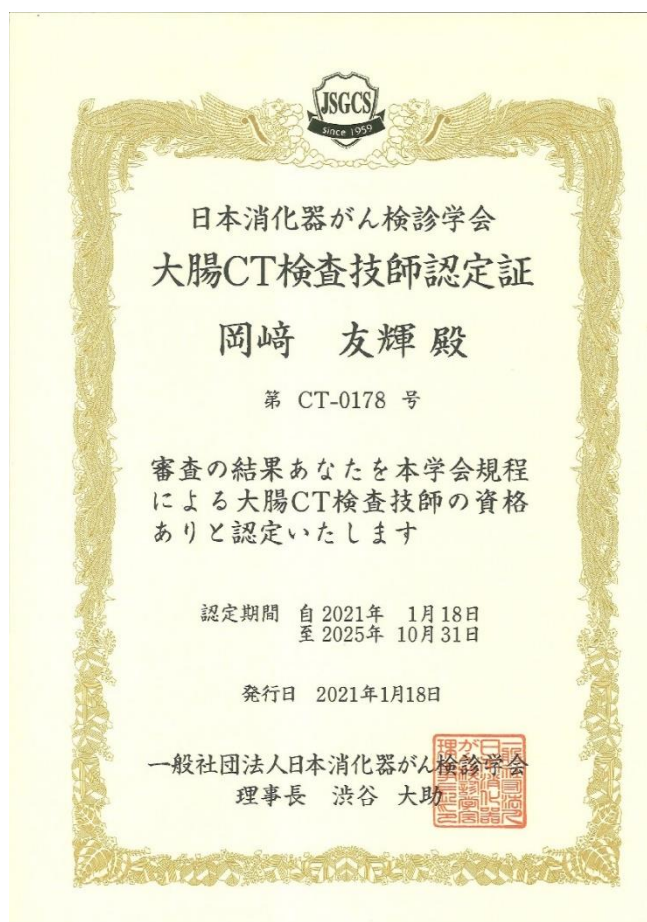 JSGCS
since 1959
日本消化器がん検診学会
大腸CT検査技師認定証
岡﨑 友輝 殿
第 CT-0178 号
審査の結果あなたを本学会規程
による大腸CT検査技師の資格
ありと認定いたします
認定期間 自 2021年 1月18日
至 2025年 10月31日
発行日 2021年1月18日
一般社団法人日本消化器がん検診学会
理事長 渋谷 大助